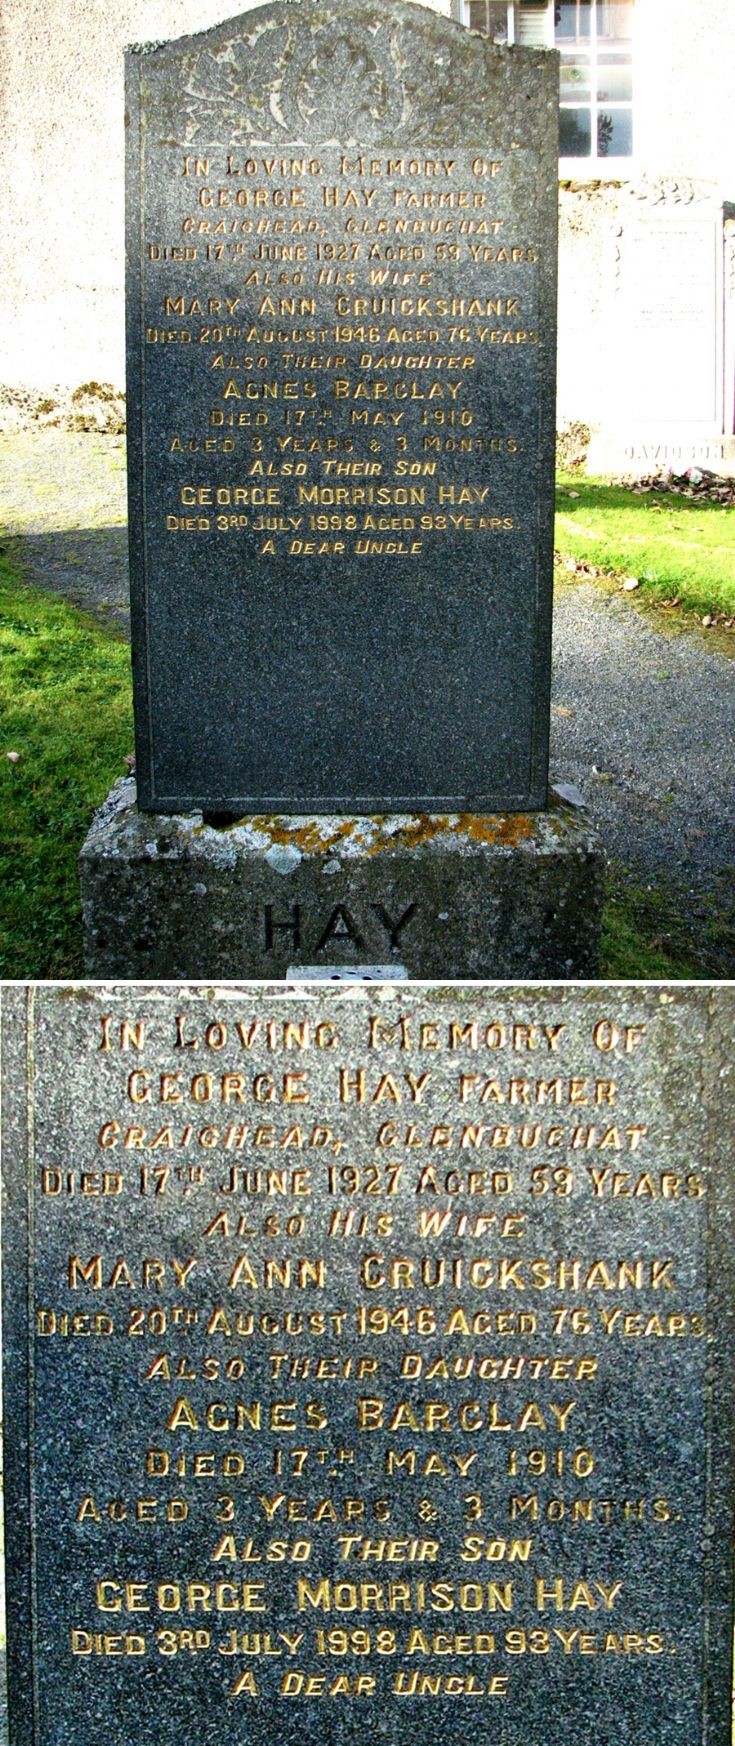 In Loving Memory Of
George Hay Farmer
Craighead, Glenbuchat
Died 17th June 1927 Aged 59 Years
Also His Wife
Mary Ann Cruickshank
Died 20th August 1946 Aged 76 Years.
Also Their Daughter
Agnes Barclay
Died 17th May 1910
Aged 3 Years & 3 Months.
Also Their Son
George Morrison Hay
Died 3rd July 1998 Aged 93 Years.
A Dear Uncle
HAY
DAVIDSON
In Loving Memory Of
George Hay Farmer
Craighead, Glenbuchat
Died 17th June 1927 Aged 59 Years
Also His Wife
Mary Ann Cruickshank
Died 20th August 1946 Aged 76 Years.
Also Their Daughter
Agnes Barclay
Died 17th May 1910
Aged 3 Years & 3 Months.
Also Their Son
George Morrison Hay
Died 3rd July 1998 Aged 93 Years.
A Dear Uncle